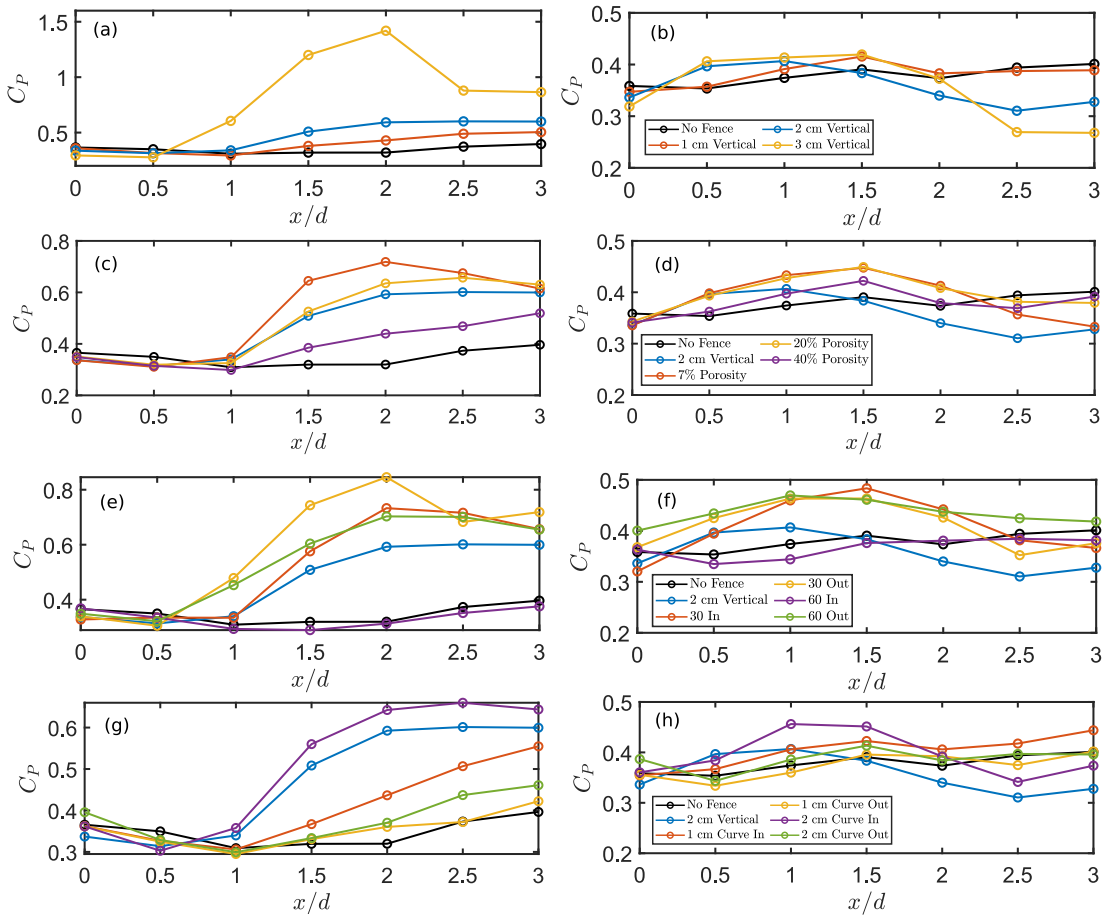 (a)
1.5
1
0.5
C_P
0 0.5 1 1.5 2 2.5 3
x/d
(b)
0.5
0.4
0.3
0.2
C_P
No Fence 2 cm Vertical
1 cm Vertical 3 cm Vertical
0 0.5 1 1.5 2 2.5 3
x/d
(c)
0.8
0.6
0.4
0.2
C_P
0 0.5 1 1.5 2 2.5 3
x/d
(d)
0.5
0.4
0.3
0.2
C_P
No Fence 20% Porosity
2 cm Vertical 40% Porosity
7% Porosity
0 0.5 1 1.5 2 2.5 3
x/d
(e)
0.8
0.6
0.4
C_P
0 0.5 1 1.5 2 2.5 3
x/d
(f)
0.5
0.4
0.3
0.2
C_P
No Fence 30 Out
2 cm Vertical 60 In
30 In 60 Out
0 0.5 1 1.5 2 2.5 3
x/d
(g)
0.6
0.5
0.4
0.3
C_P
0 0.5 1 1.5 2 2.5 3
x/d
(h)
0.5
0.4
0.3
0.2
C_P
No Fence 1 cm Curve Out
2 cm Vertical 2 cm Curve In
1 cm Curve In 2 cm Curve Out
0 0.5 1 1.5 2 2.5 3
x/d